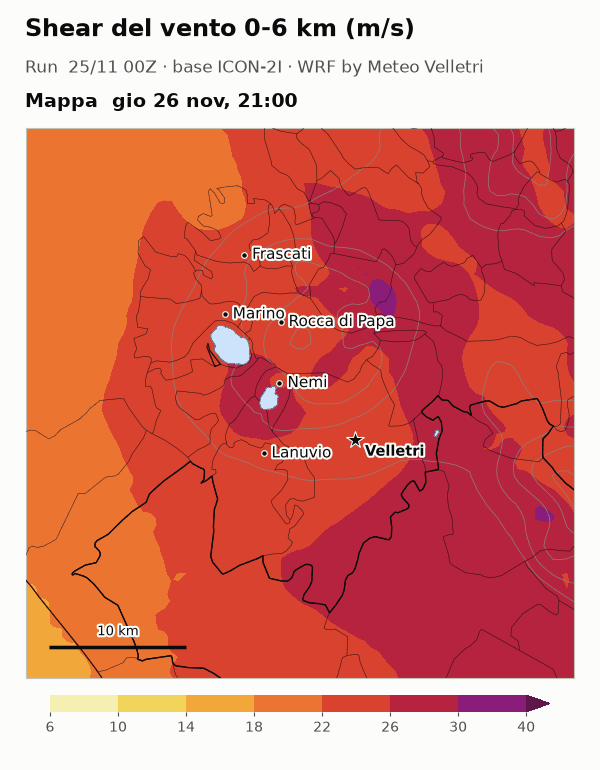 Shear del vento 0-6 km (m/s)
Run  25/11 00Z · base ICON-2I · WRF by Meteo Velletri
Mappa  gio 26 nov, 21:00
Frascati
Marino
Rocca di Papa
Nemi
Velletri
Lanuvio
10 km
6 10 14 18 22 26 30 40